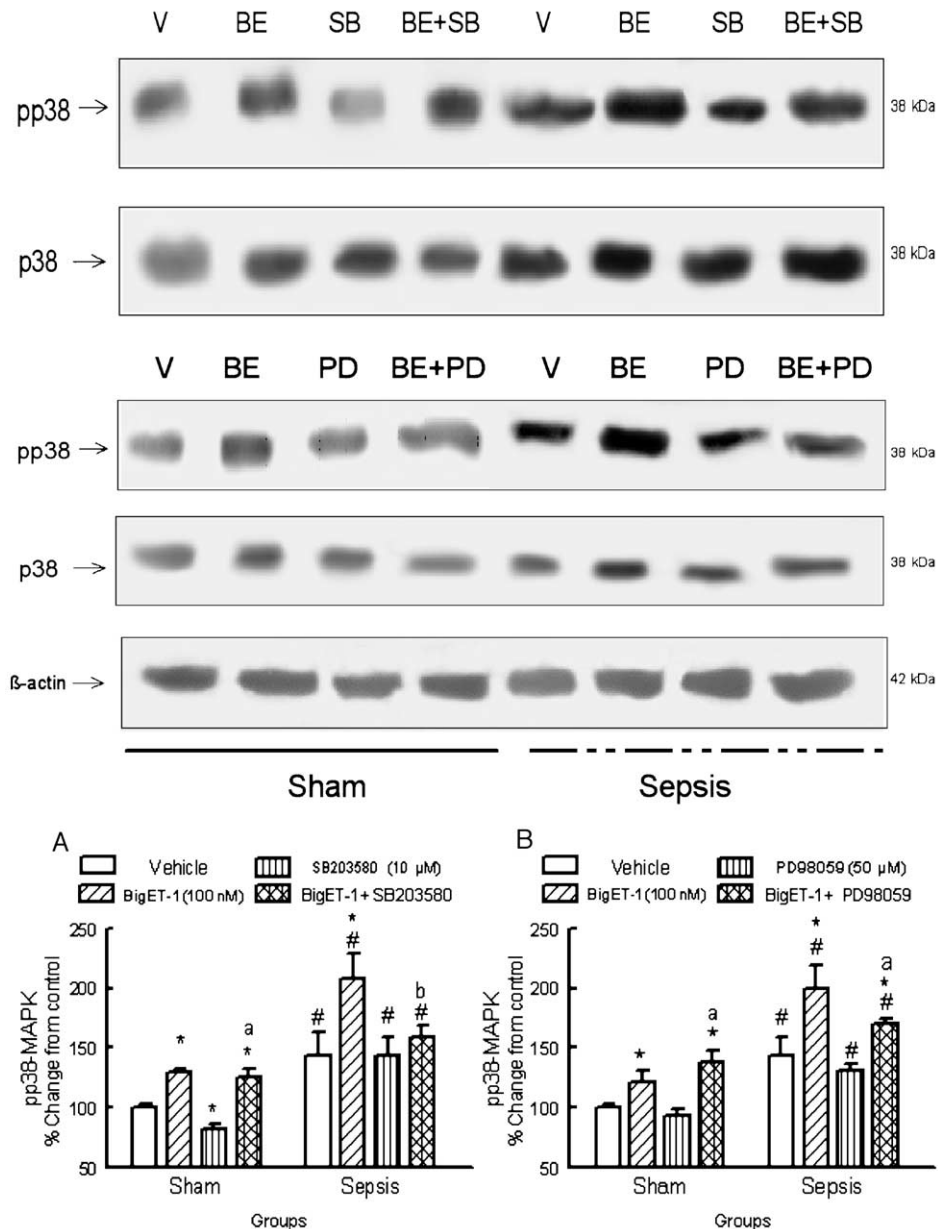 V BE SB BE+SB V BE SB BE+SB
pp38 → 38 kDa
p38 → 38 kDa
V BE PD BE+PD V BE PD BE+PD
pp38 → 38 kDa
p38 → 38 kDa
ß-actin → 42 kDa
Sham Sepsis
A
Vehicle SB203580 (10 µM)
BigET-1 (100 nM) BigET-1+ SB203580
pp38-MAPK
% Change from control
250
200
150
100
50
* * a * # * # # b #
Sham Sepsis
Groups
B
Vehicle PD98059 (50 µM)
BigET-1 (100 nM) BigET-1+ PD98059
pp38-MAPK
% Change from control
250
200
150
100
50
* a * # * # # a * #
Sham Sepsis
Groups